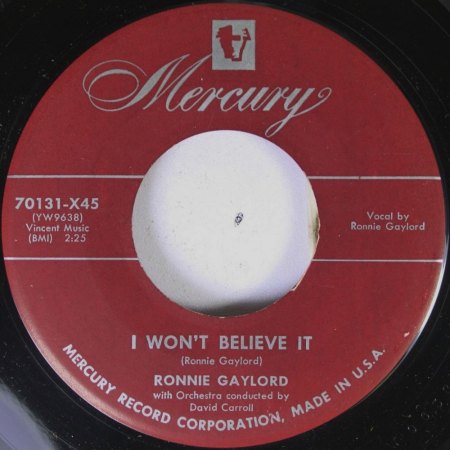 Mercury
70131-X45
(YW9638)
Vincent Music
(BMI) 2:25
Vocal by
Ronnie Gaylord
I WON'T BELIEVE IT
(Ronnie Gaylord)
RONNIE GAYLORD
with Orchestra conducted by
David Carroll
MERCURY RECORD CORPORATION, MADE IN U.S.A.